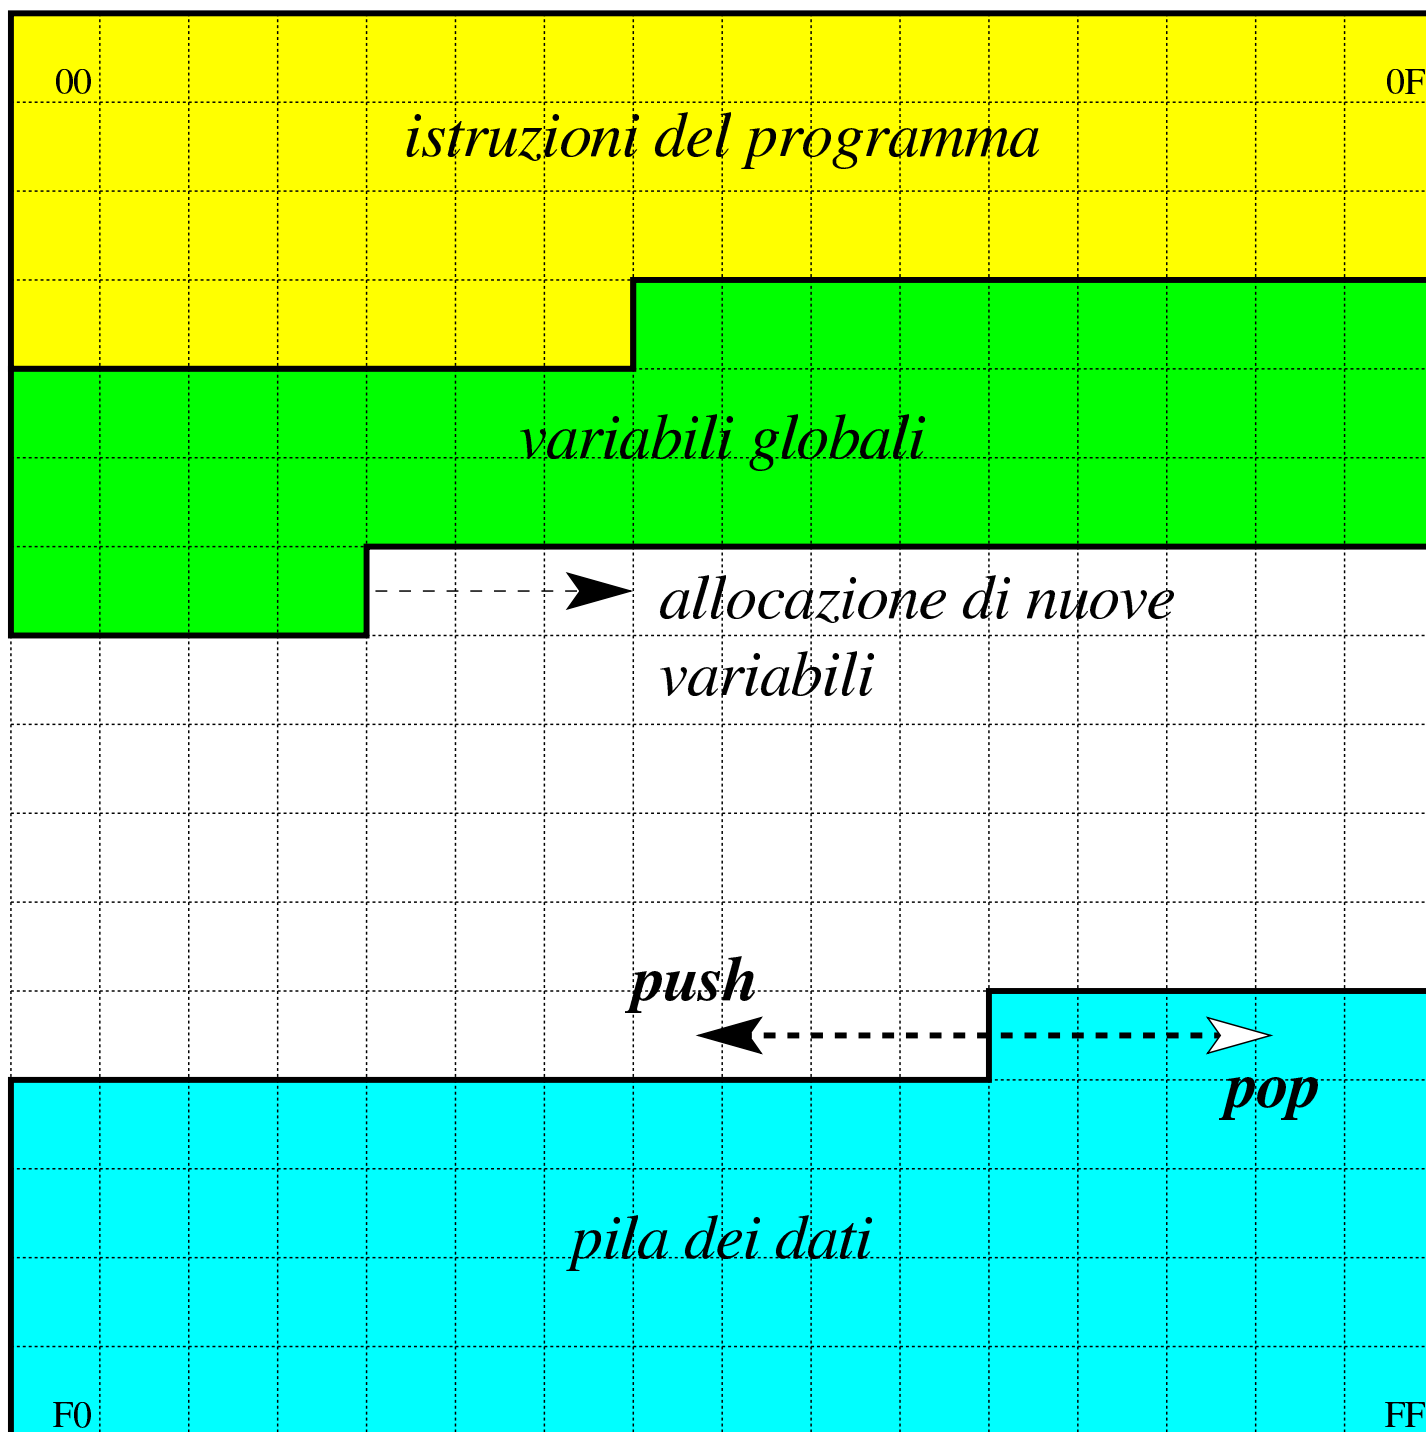 00
0F
istruzioni del programma
variabili globali
allocazione di nuove
variabili
push
pop
pila dei dati
F0
FF